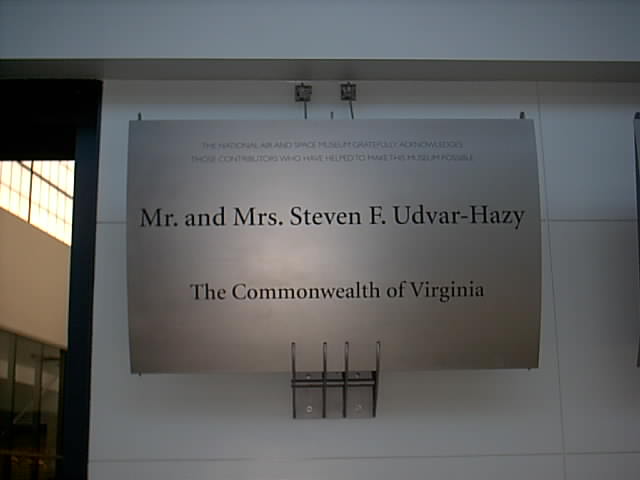 THE NATIONAL AIR AND SPACE MUSEUM GRATEFULLY ACKNOWLEDGES
THOSE CONTRIBUTORS WHO HAVE HELPED TO MAKE THIS MUSEUM POSSIBLE
Mr. and Mrs. Steven F. Udvar-Hazy
The Commonwealth of Virginia